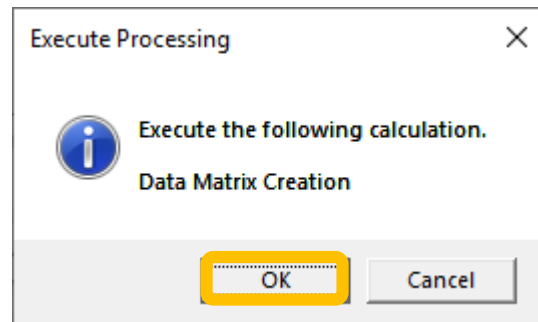 Execute Processing
Execute the following calculation.
Data Matrix Creation
OK Cancel